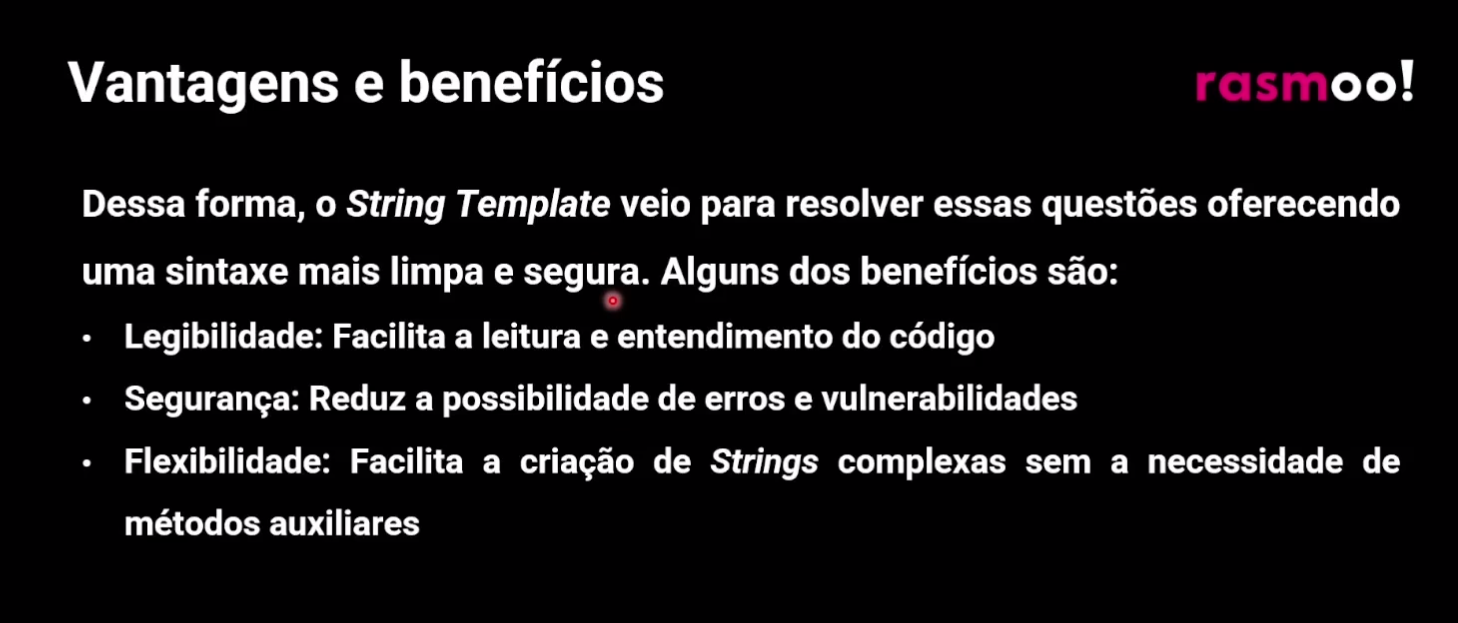 Vantagens e benefícios
rasmoo!
Dessa forma, o String Template veio para resolver essas questões oferecendo
uma sintaxe mais limpa e segura. Alguns dos benefícios são:
• Legibilidade: Facilita a leitura e entendimento do código
• Segurança: Reduz a possibilidade de erros e vulnerabilidades
• Flexibilidade: Facilita a criação de Strings complexas sem a necessidade de
métodos auxiliares